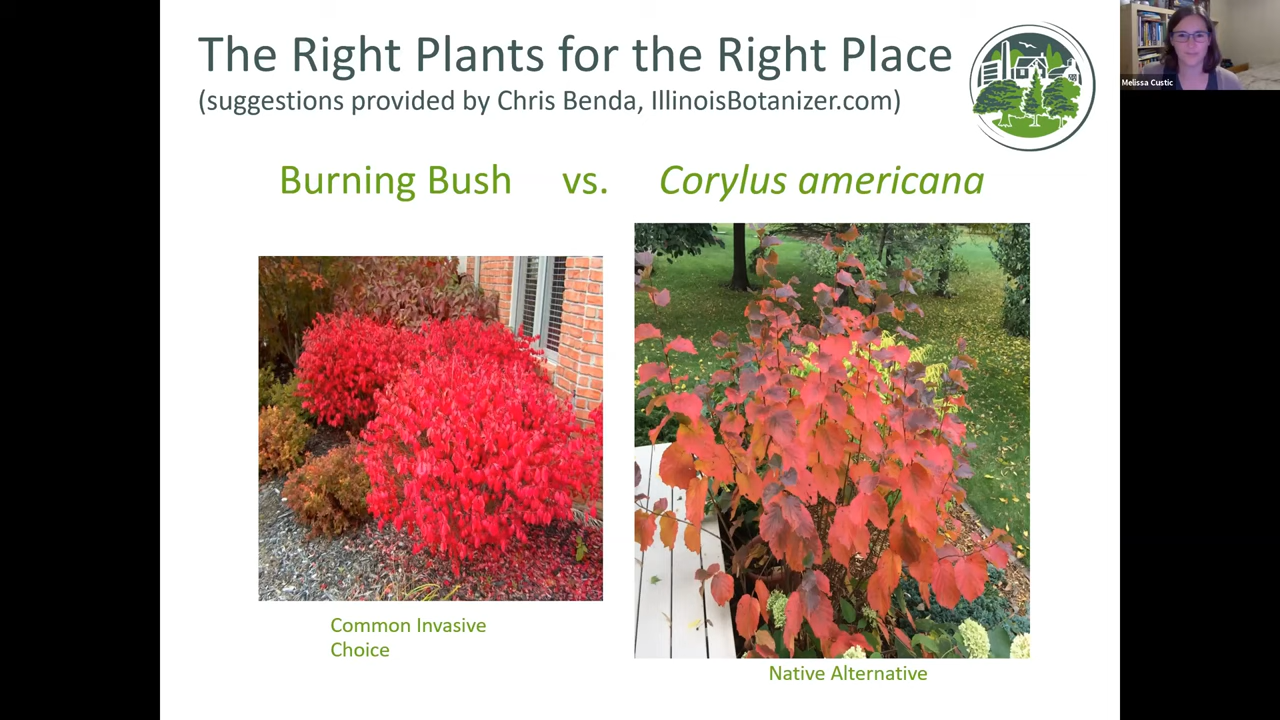 The Right Plants for the Right Place
(suggestions provided by Chris Benda, IllinoisBotanizer.com)
Burning Bush vs. Corylus americana
Common Invasive
Choice
Native Alternative
Melissa Custic